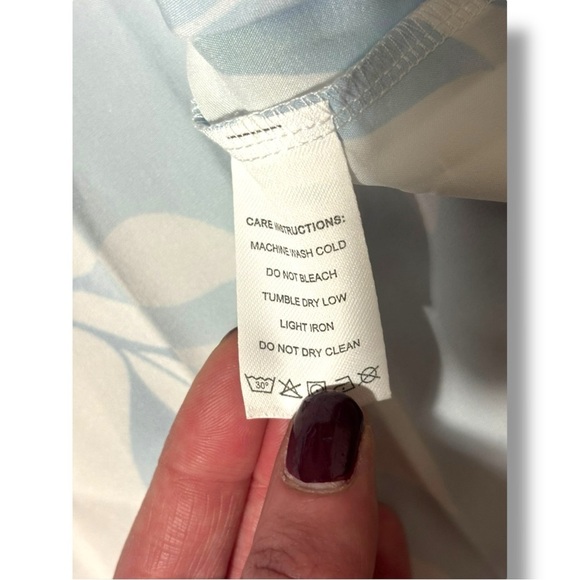 CARE INSTRUCTIONS:
MACHINE WASH COLD
DO NOT BLEACH
TUMBLE DRY LOW
LIGHT IRON
DO NOT DRY CLEAN
30°